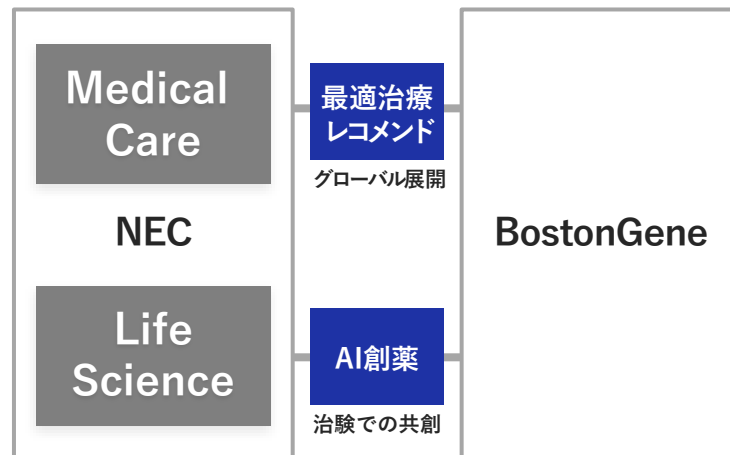 Medical
Care
最適治療
レコメンド
グローバル展開
NEC
BostonGene
Life
Science
AI創薬
治験での共創